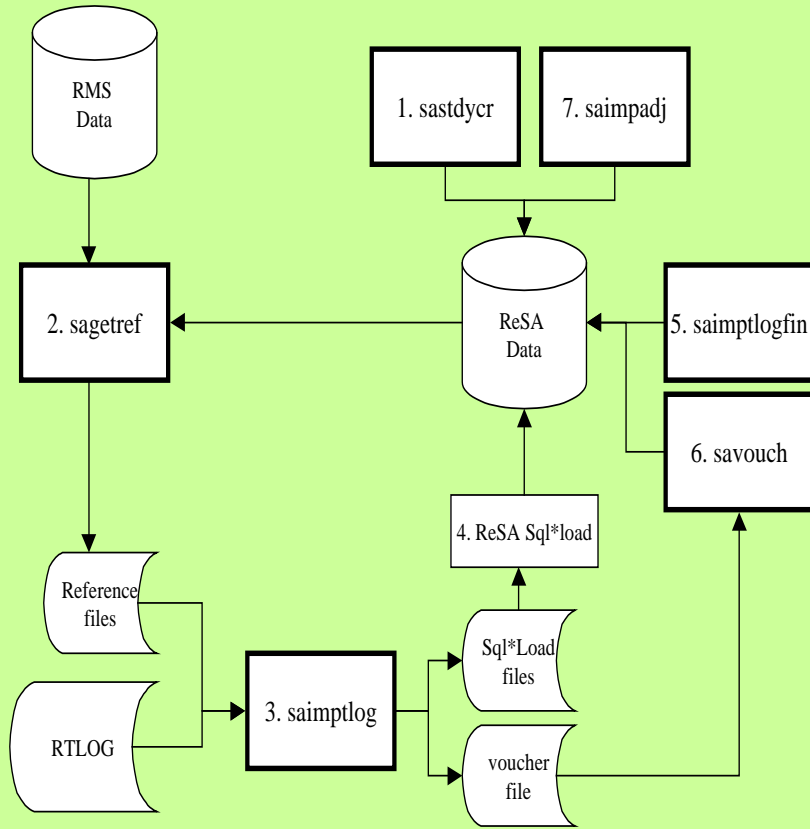 RMS
Data
1. sastdycr
7. saimpadj
2. sagetref
ReSA
Data
5. saimptlogfin
6. savouch
4. ReSA Sql*load
Reference
files
Sql*Load
files
3. saimptlog
RTLOG
voucher
file